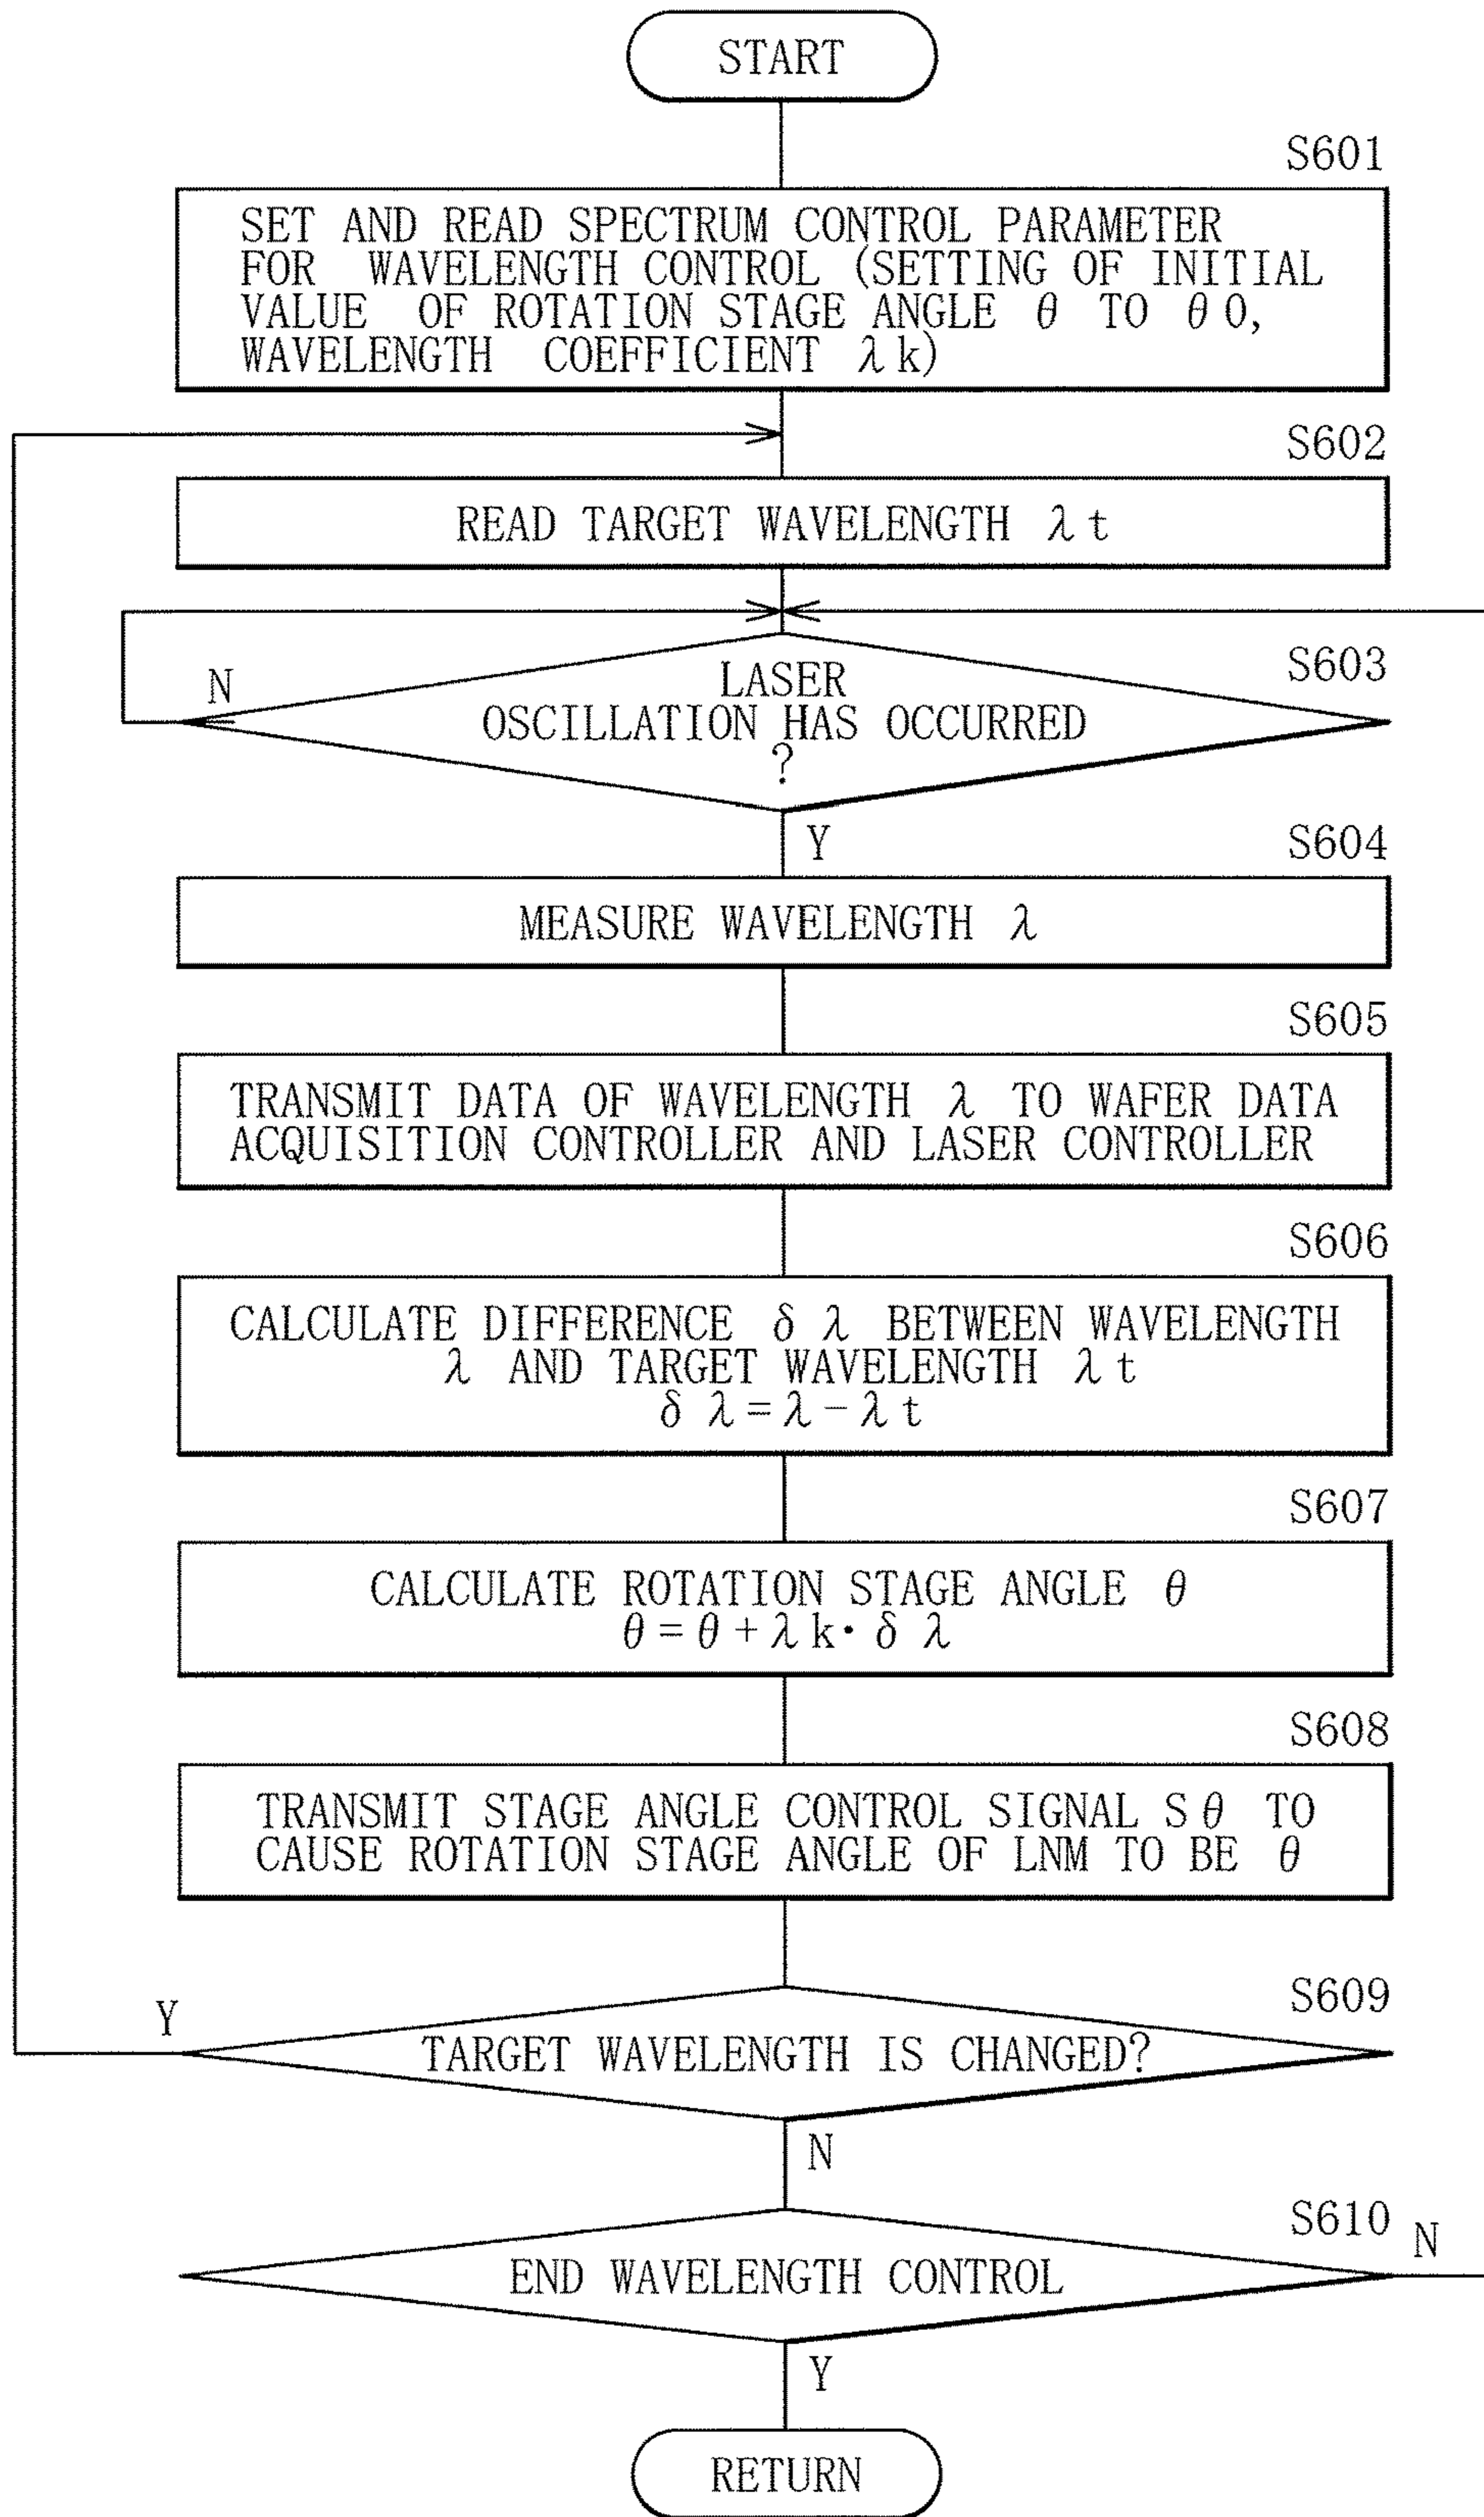 START
S601
SET AND READ SPECTRUM CONTROL PARAMETER
FOR WAVELENGTH CONTROL (SETTING OF INITIAL
VALUE OF ROTATION STAGE ANGLE θ TO θ0,
WAVELENGTH COEFFICIENT λk)
S602
READ TARGET WAVELENGTH λt
S603
N
LASER
OSCILLATION HAS OCCURRED
?
Y
S604
MEASURE WAVELENGTH λ
S605
TRANSMIT DATA OF WAVELENGTH λ TO WAFER DATA
ACQUISITION CONTROLLER AND LASER CONTROLLER
S606
CALCULATE DIFFERENCE δλ BETWEEN WAVELENGTH
λ AND TARGET WAVELENGTH λt
δλ=λ-λt
S607
CALCULATE ROTATION STAGE ANGLE θ
θ=θ+λk·δλ
S608
TRANSMIT STAGE ANGLE CONTROL SIGNAL Sθ TO
CAUSE ROTATION STAGE ANGLE OF LNM TO BE θ
S609
Y
TARGET WAVELENGTH IS CHANGED?
N
S610
N
END WAVELENGTH CONTROL
Y
RETURN